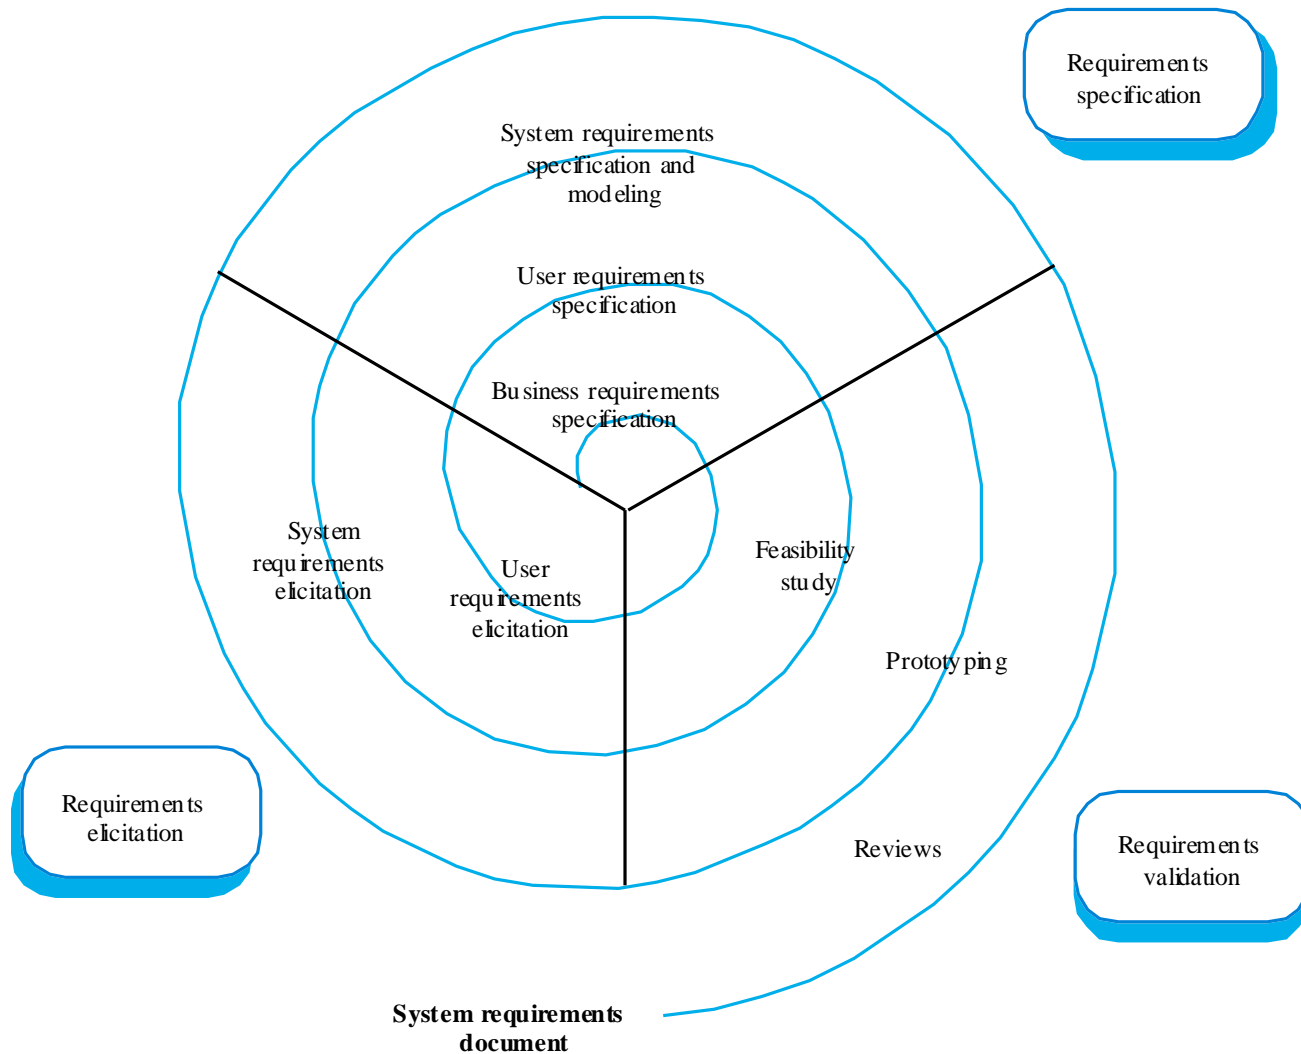 Requirements
specification
System requirements
specification and
modeling
User requirements
specification
Business requirements
specification
System
requirements
elicitation
User
requirements
elicitation
Feasibility
study
Prototyping
Reviews
Requirements
elicitation
Requirements
validation
System requirements
document